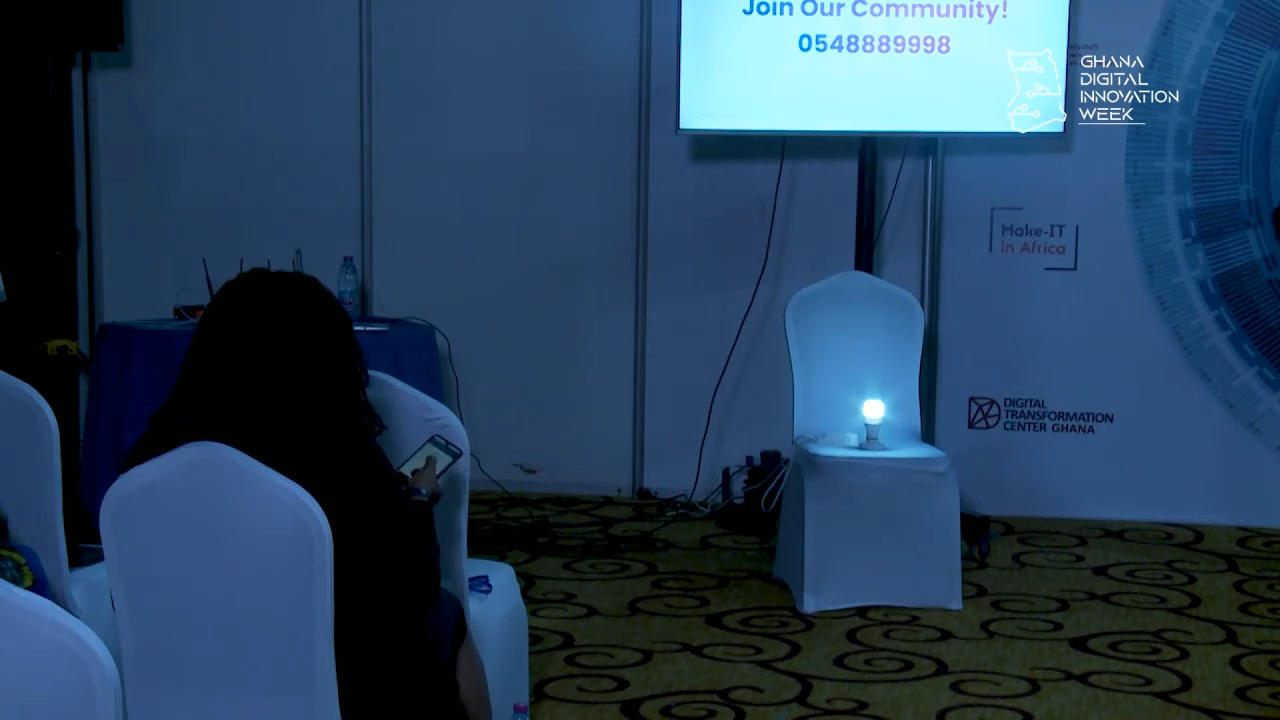 Join Our Community!
0548889998
GHANA
DIGITAL
INNOVATION
WEEK
Make-IT
in Africa
DIGITAL
TRANSFORMATION
CENTER GHANA